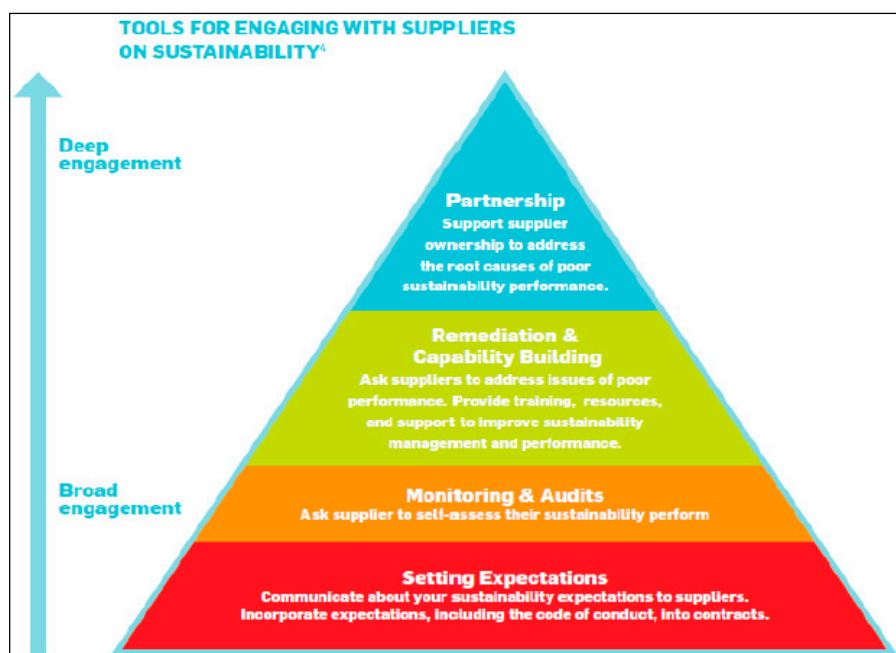 TOOLS FOR ENGAGING WITH SUPPLIERS
ON SUSTAINABILITY⁴
Deep
engagement
Partnership
Support supplier
ownership to address
the root causes of poor
sustainability performance.
Remediation &
Capability Building
Ask suppliers to address issues of poor
performance. Provide training, resources,
and support to improve sustainability
management and performance.
Broad
engagement
Monitoring & Audits
Ask supplier to self-assess their sustainability perform
Setting Expectations
Communicate about your sustainability expectations to suppliers.
Incorporate expectations, including the code of conduct, into contracts.